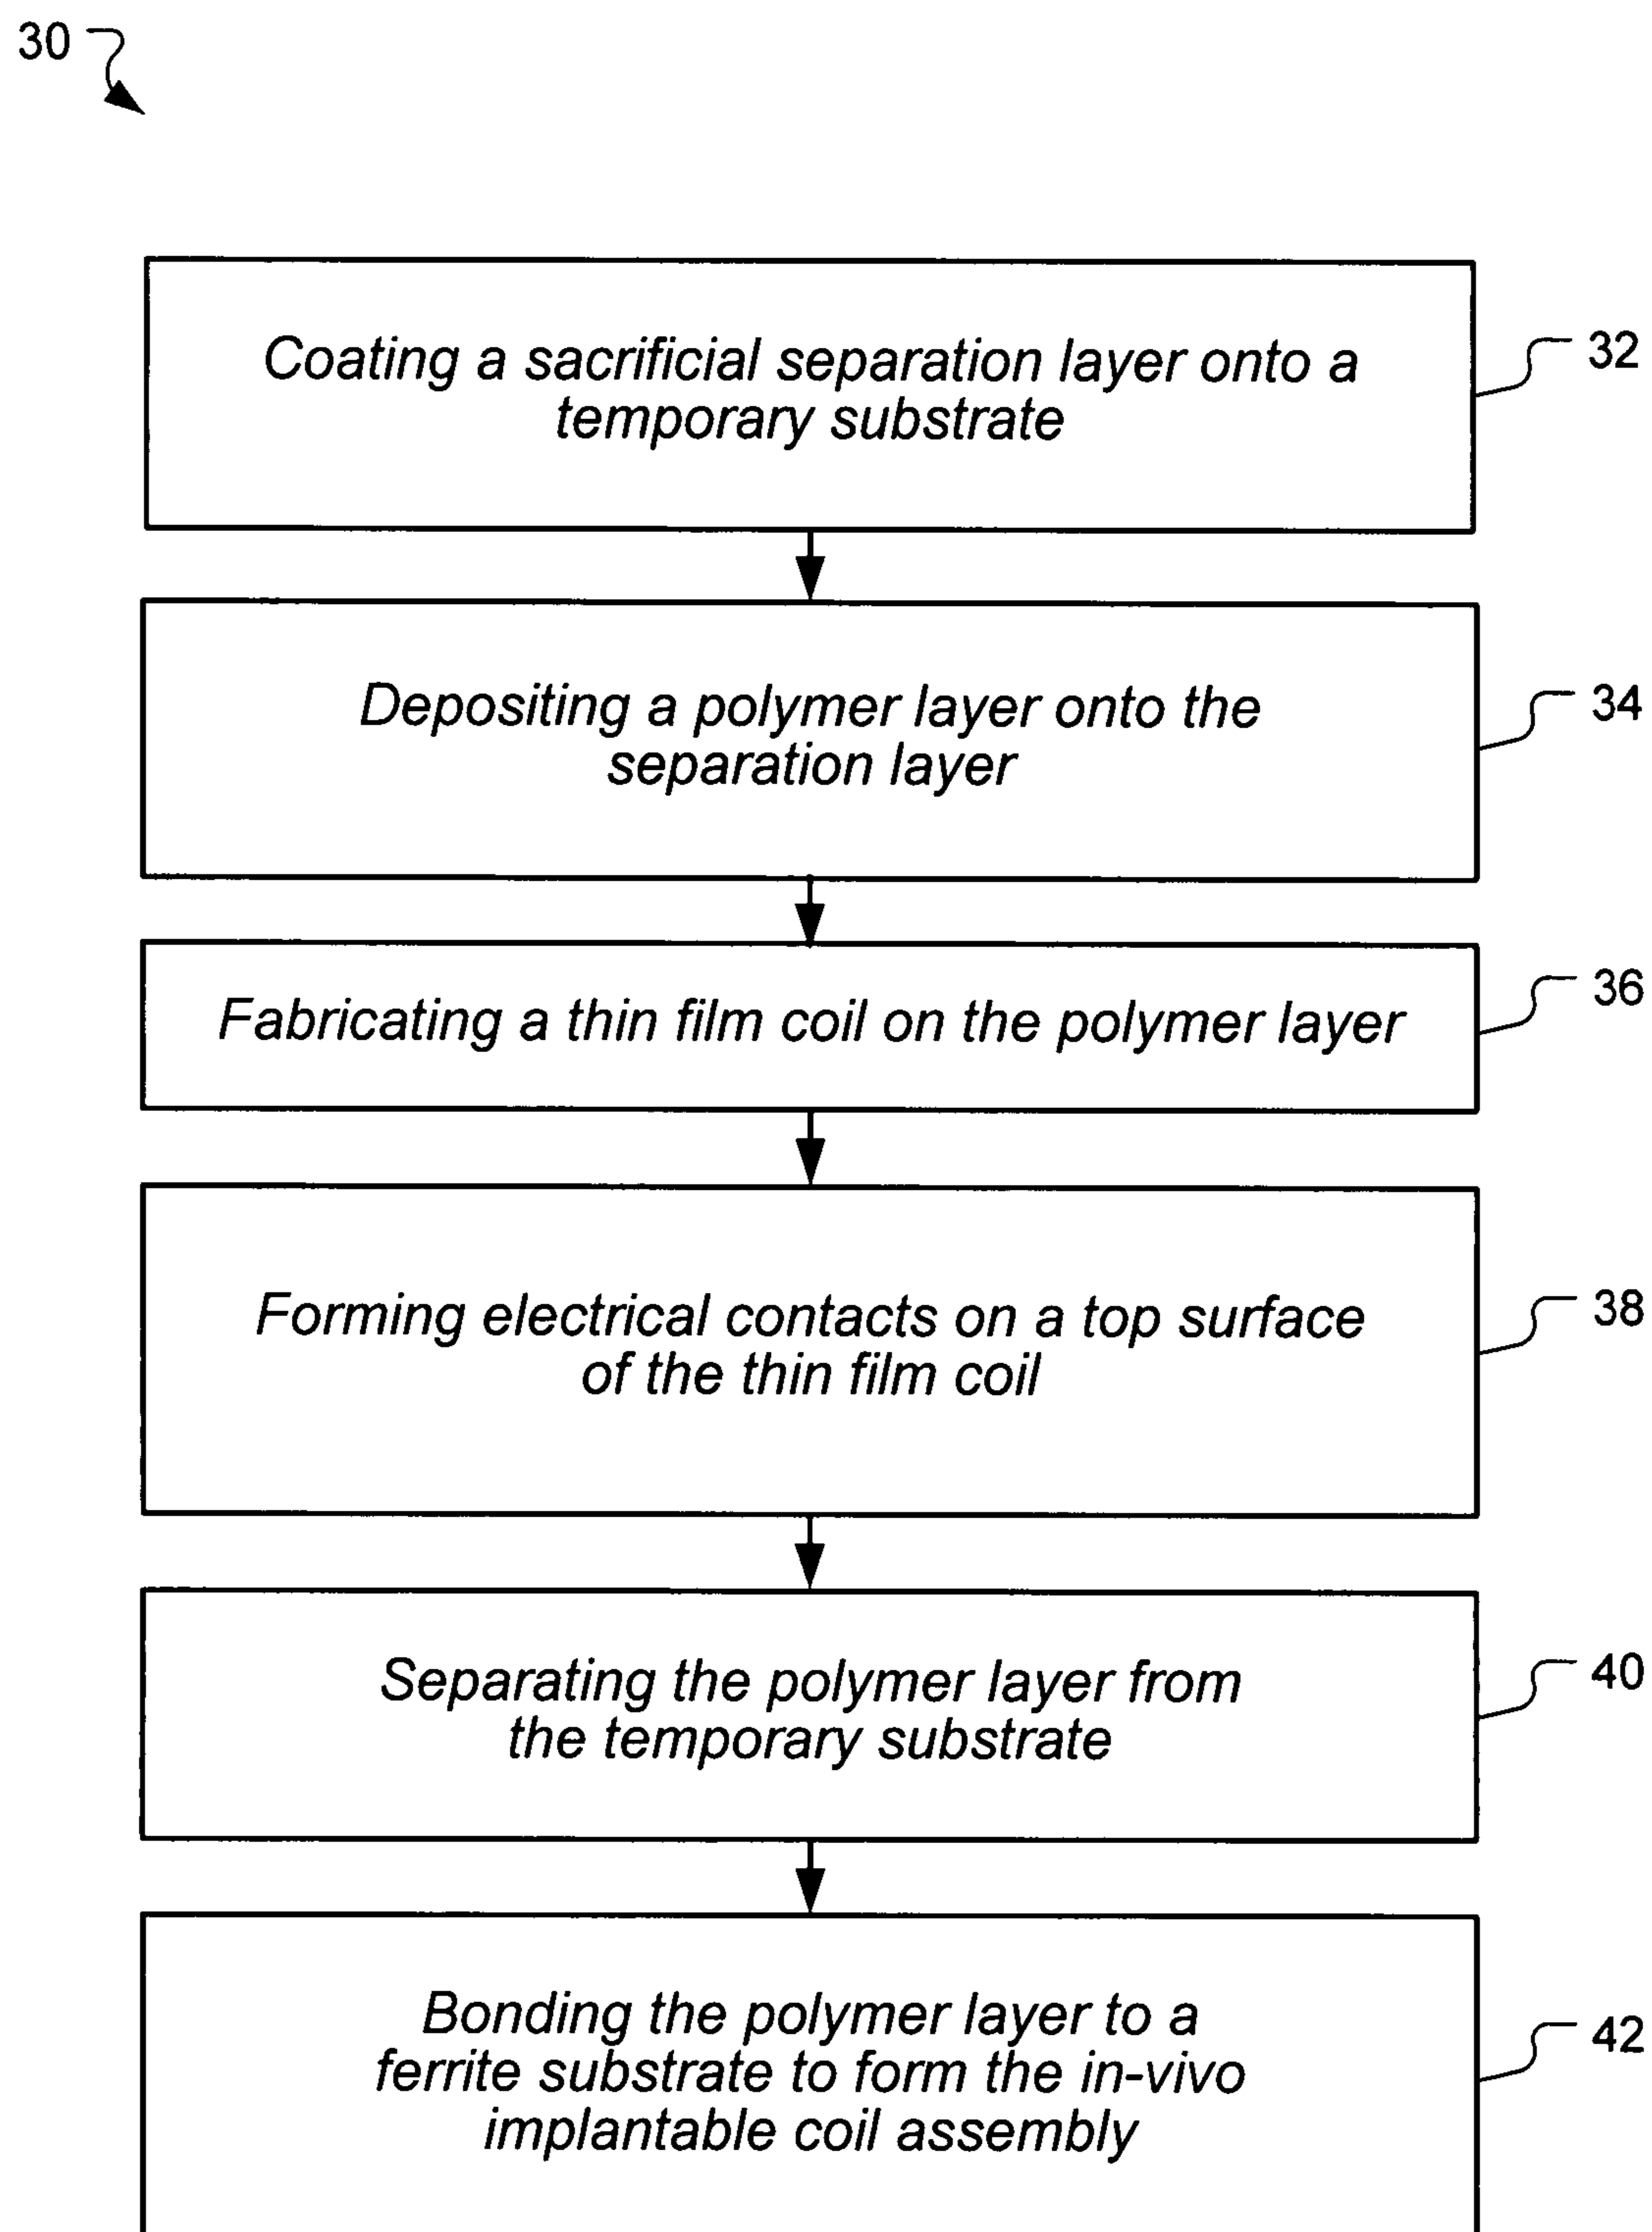 30
Coating a sacrificial separation layer onto a
temporary substrate
32
Depositing a polymer layer onto the
separation layer
34
Fabricating a thin film coil on the polymer layer
36
Forming electrical contacts on a top surface
of the thin film coil
38
Separating the polymer layer from
the temporary substrate
40
Bonding the polymer layer to a
ferrite substrate to form the in-vivo
implantable coil assembly
42